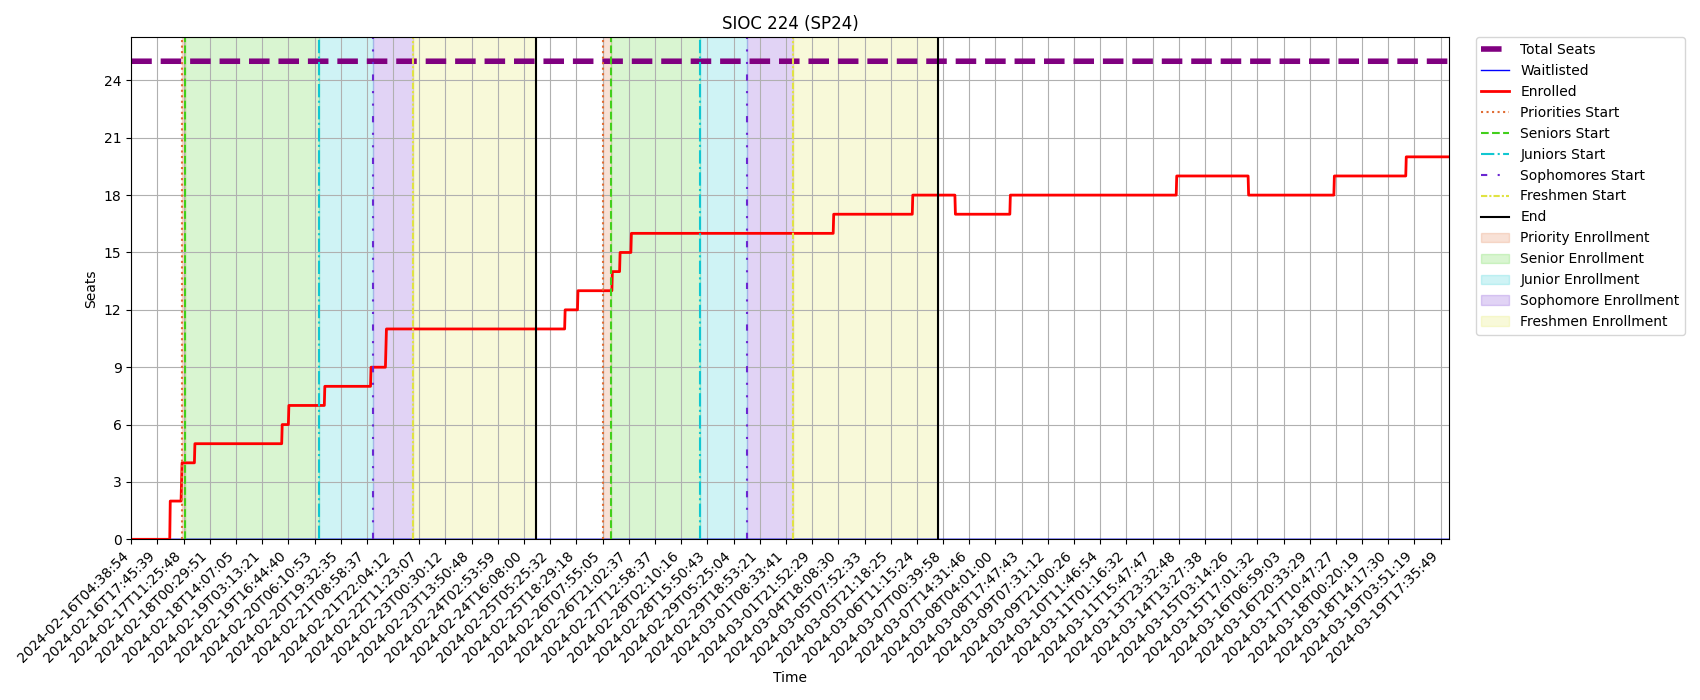 SIOC 224 (SP24)
Total Seats
Waitlisted
Enrolled
Priorities Start
Seniors Start
Juniors Start
Sophomores Start
Freshmen Start
End
Priority Enrollment
Senior Enrollment
Junior Enrollment
Sophomore Enrollment
Freshmen Enrollment
Seats
24
21
18
15
12
9
6
3
0
2024-02-16T04:38:54
2024-02-16T17:45:39
2024-02-17T11:25:48
2024-02-18T00:29:51
2024-02-18T14:07:05
2024-02-19T03:13:21
2024-02-19T16:44:40
2024-02-20T06:10:53
2024-02-20T19:32:35
2024-02-21T08:58:37
2024-02-21T22:04:12
2024-02-22T11:23:07
2024-02-23T00:30:12
2024-02-23T13:50:48
2024-02-24T02:53:59
2024-02-24T16:08:00
2024-02-25T05:25:32
2024-02-25T18:29:18
2024-02-26T07:55:05
2024-02-26T21:02:37
2024-02-27T12:58:37
2024-02-28T02:10:16
2024-02-28T15:50:43
2024-02-29T05:25:04
2024-02-29T18:53:21
2024-03-01T08:33:41
2024-03-01T21:52:29
2024-03-04T18:08:30
2024-03-05T07:52:33
2024-03-05T21:18:25
2024-03-06T11:15:24
2024-03-07T00:39:58
2024-03-07T14:31:46
2024-03-08T04:01:00
2024-03-08T17:47:43
2024-03-09T07:31:12
2024-03-09T21:00:26
2024-03-10T11:46:54
2024-03-11T01:16:32
2024-03-11T15:47:47
2024-03-13T23:32:48
2024-03-14T13:27:38
2024-03-15T03:14:26
2024-03-15T17:01:32
2024-03-16T06:59:03
2024-03-16T20:33:29
2024-03-17T10:47:27
2024-03-18T00:20:19
2024-03-18T14:17:30
2024-03-19T03:51:19
2024-03-19T17:35:49
Time